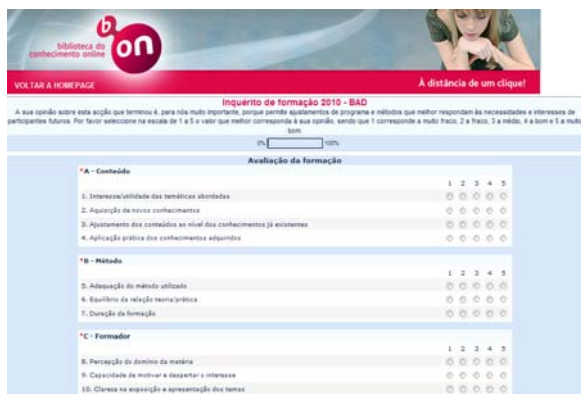 b
on
biblioteca do
conhecimento online
VOLTAR A HOMEPAGE
À distância de um clique!
Inquérito de formação 2010 - BAD
A sua opinião sobre esta acção que terminou é, para nós muito importante, porque permite ajustamentos de programa e métodos que melhor respondam às necessidades e interesses de
participantes futuros. Por favor seleccione na escala de 1 a 5 o valor que melhor corresponda à sua opinião, sendo que 1 corresponde a muito fraco, 2 a fraco, 3 a médio, 4 a bom e 5 a muito
bom.
0% 100%
Avaliação da formação
*A - Conteúdo
1 2 3 4 5
1. Interesse/utilidade das temáticas abordadas
2. Aquisição de novos conhecimentos
3. Ajustamento dos conteúdos ao nível dos conhecimentos já existentes
4. Aplicação prática dos conhecimentos adquiridos
*B - Método
1 2 3 4 5
5. Adequação do método utilizado
6. Equilíbrio da relação teoria/prática
7. Duração da formação
*C - Formador
1 2 3 4 5
8. Percepção do domínio da matéria
9. Capacidade de motivar e despertar o interesse
10. Clareza na exposição e apresentação dos temas